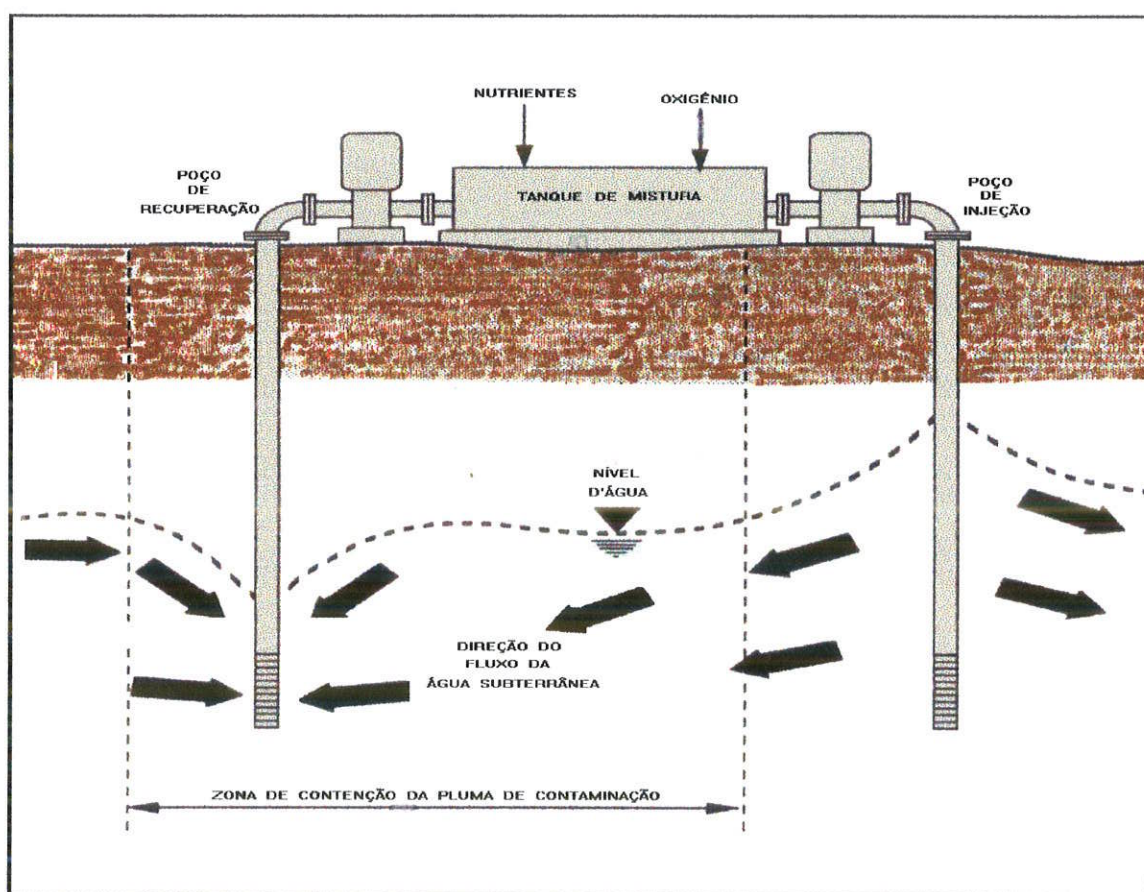 NUTRIENTES
OXIGÊNIO
POÇO
DE
RECUPERAÇÃO
TANQUE DE MISTURA
POÇO
DE
INJEÇÃO
NÍVEL
D'ÁGUA
DIREÇÃO DO
FLUXO DA
ÁGUA SUBTERRÂNEA
ZONA DE CONTENÇÃO DA PLUMA DE CONTAMINAÇÃO